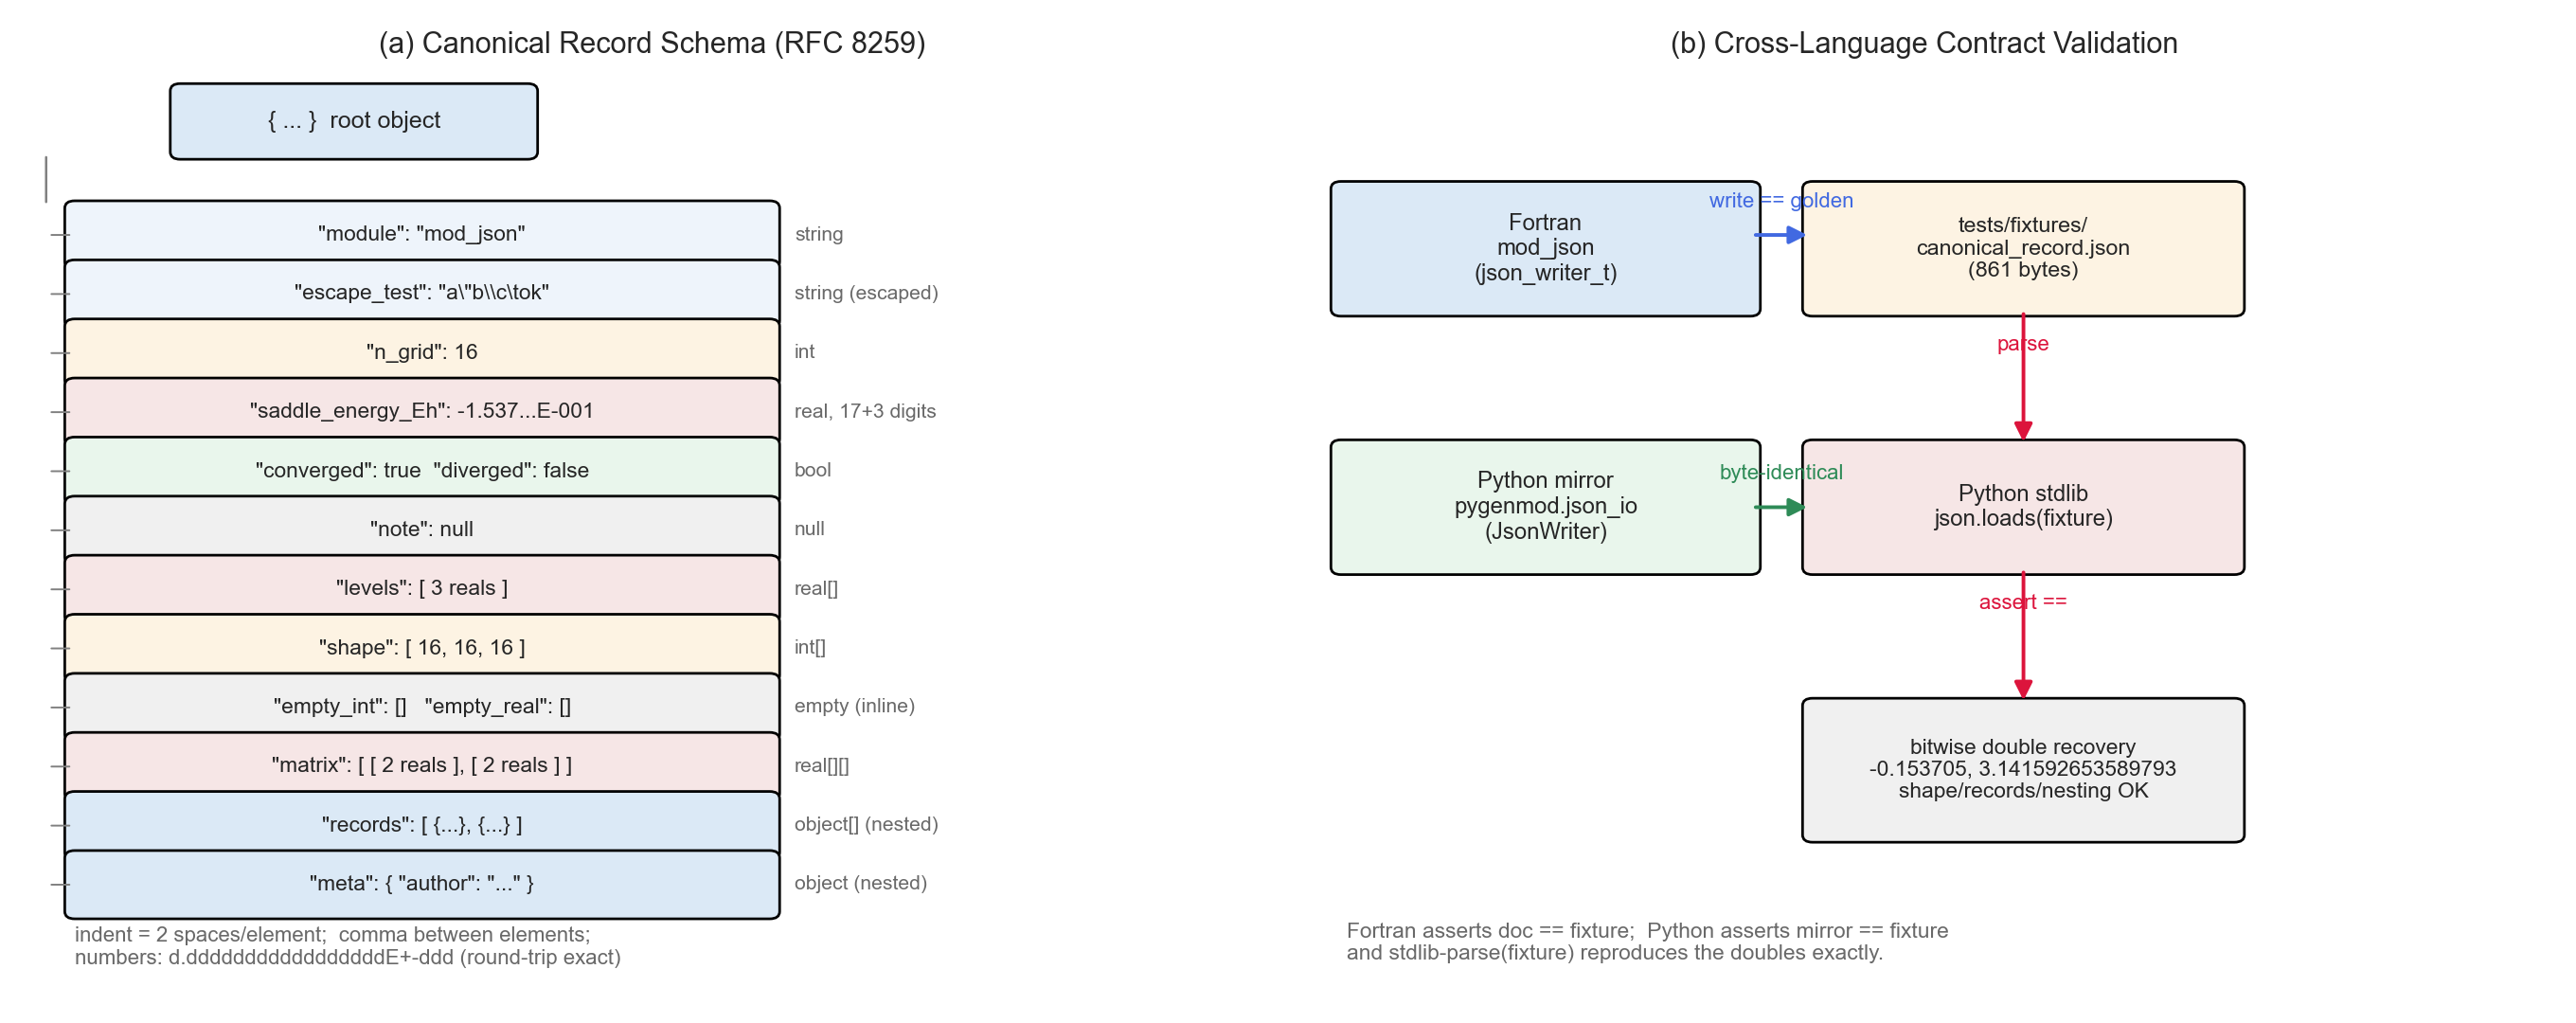 (a) Canonical Record Schema (RFC 8259)
{ ... }  root object
"module": "mod_json"
string
"escape_test": "a\"b\\c\tok"
string (escaped)
"n_grid": 16
int
"saddle_energy_Eh": -1.537...E-001
real, 17+3 digits
"converged": true  "diverged": false
bool
"note": null
null
"levels": [ 3 reals ]
real[]
"shape": [ 16, 16, 16 ]
int[]
"empty_int": []   "empty_real": []
empty (inline)
"matrix": [ [ 2 reals ], [ 2 reals ] ]
real[][]
"records": [ {...}, {...} ]
object[] (nested)
"meta": { "author": "..." }
object (nested)
indent = 2 spaces/element;  comma between elements;
numbers: d.dddddddddddddddddE+-ddd (round-trip exact)
(b) Cross-Language Contract Validation
Fortran
mod_json
(json_writer_t)
write == golden
tests/fixtures/
canonical_record.json
(861 bytes)
parse
Python mirror
pygenmod.json_io
(JsonWriter)
byte-identical
Python stdlib
json.loads(fixture)
assert ==
bitwise double recovery
-0.153705, 3.141592653589793
shape/records/nesting OK
Fortran asserts doc == fixture;  Python asserts mirror == fixture
and stdlib-parse(fixture) reproduces the doubles exactly.